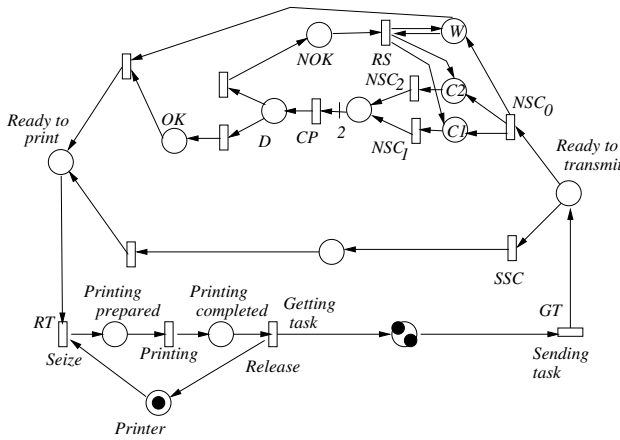 W
NOK
RS
NSC2
C2
NSC0
OK
Ready to
print
D
CP
2
NSC1
C1
Ready to
transmit
SSC
Printing
prepared
Printing
completed
Getting
task
RT
GT
Seize
Printing
Release
Sending
task
Printer